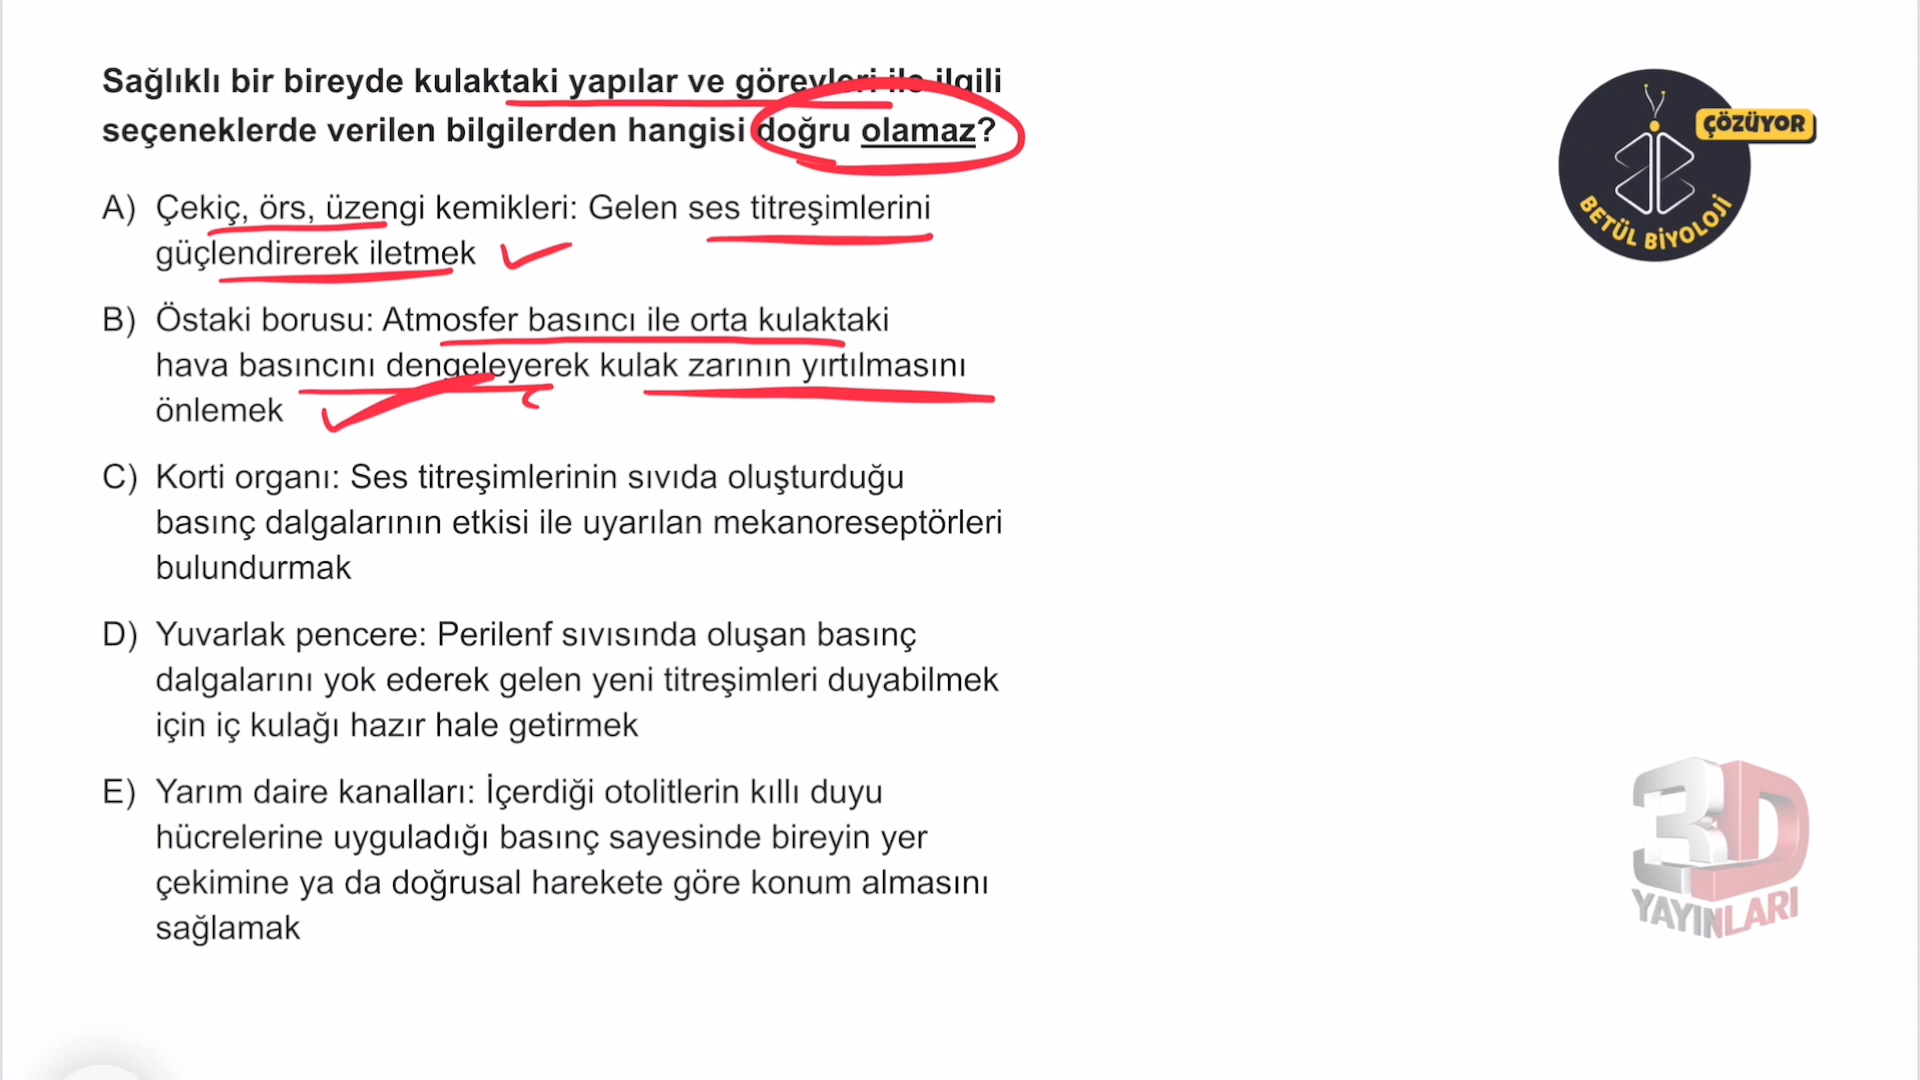 Sağlıklı bir bireyde kulaktaki yapılar ve görevleri ile ilgili
seçeneklerde verilen bilgilerden hangisi doğru olamaz?
A) Çekiç, örs, üzengi kemikleri: Gelen ses titreşimlerini
güçlendirerek iletmek
B) Östaki borusu: Atmosfer basıncı ile orta kulaktaki
hava basıncını dengeleyerek kulak zarının yırtılmasını
önlemek
C) Korti organı: Ses titreşimlerinin sıvıda oluşturduğu
basınç dalgalarının etkisi ile uyarılan mekanoreseptörleri
bulundurmak
D) Yuvarlak pencere: Perilenf sıvısında oluşan basınç
dalgalarını yok ederek gelen yeni titreşimleri duyabilmek
için iç kulağı hazır hale getirmek
E) Yarım daire kanalları: İçerdiği otolitlerin kıllı duyu
hücrelerine uyguladığı basınç sayesinde bireyin yer
çekimine ya da doğrusal harekete göre konum almasını
sağlamak
ÇÖZÜYOR
BETÜL BİYOLOJİ
3D
YAYINLARI